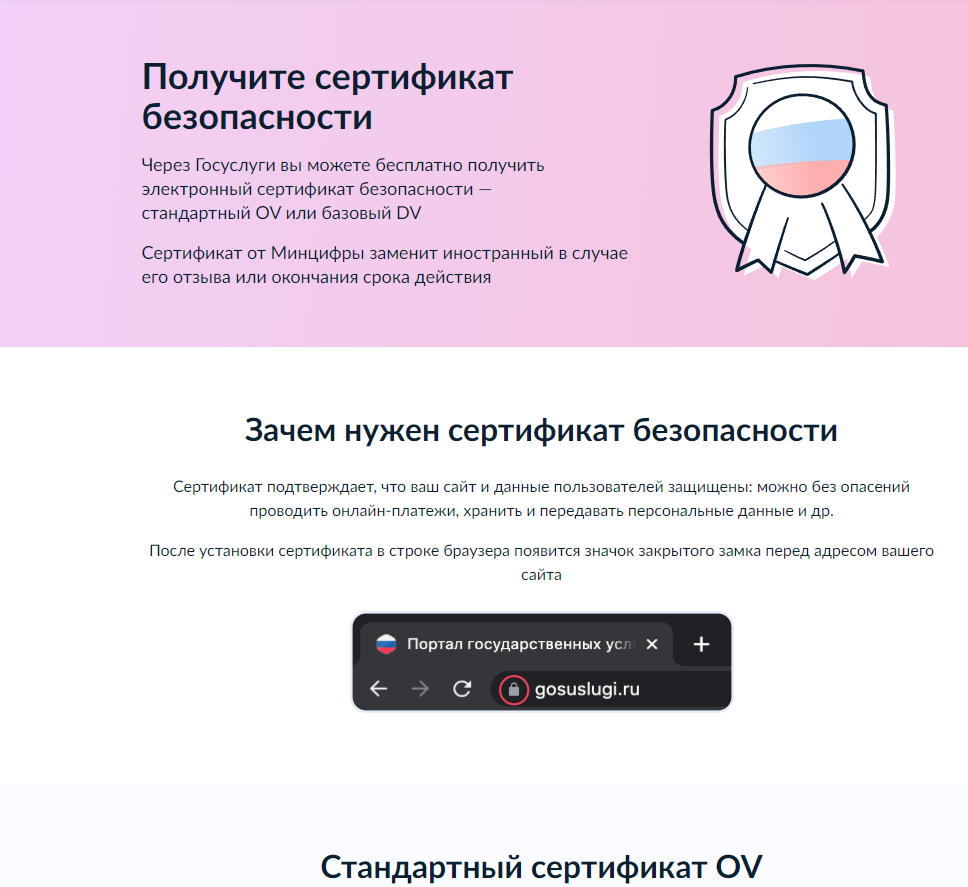 Получите сертификат
безопасности
Через Госуслуги вы можете бесплатно получить
электронный сертификат безопасности —
стандартный OV или базовый DV
Сертификат от Минцифры заменит иностранный в случае
его отзыва или окончания срока действия
Зачем нужен сертификат безопасности
Сертификат подтверждает, что ваш сайт и данные пользователей защищены: можно без опасений
проводить онлайн-платежи, хранить и передавать персональные данные и др.
После установки сертификата в строке браузера появится значок закрытого замка перед адресом вашего
сайта
Портал государственных усл
gosuslugi.ru
Стандартный сертификат OV